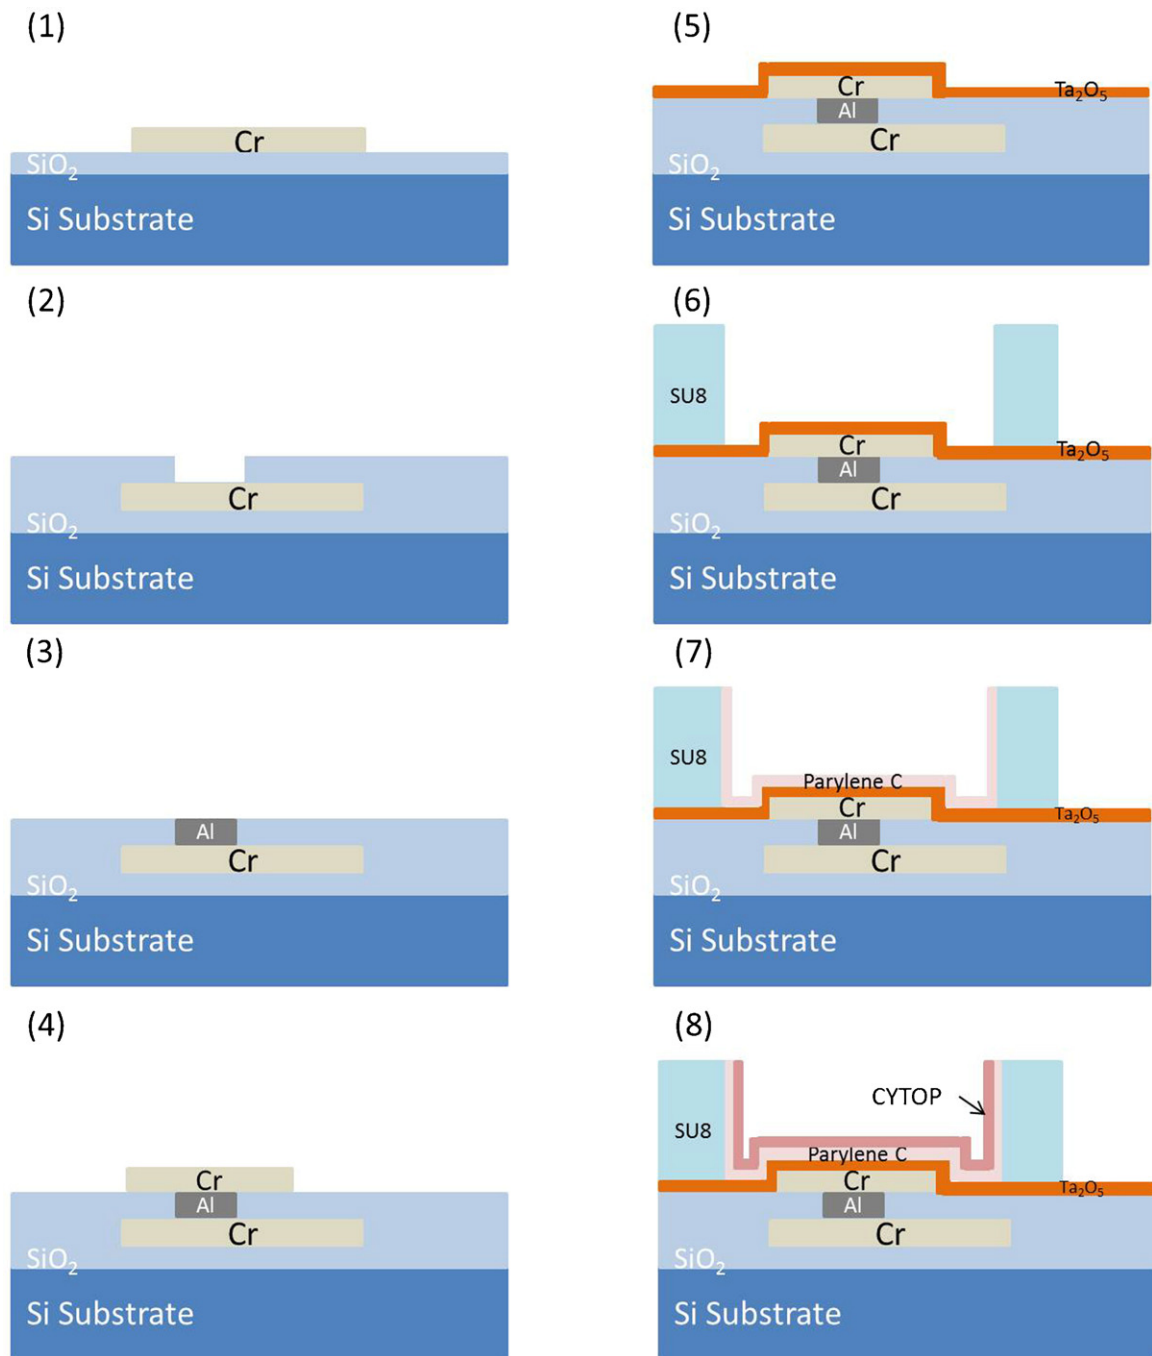 (1)
Cr
SiO₂
Si Substrate
(2)
Cr
SiO₂
Si Substrate
(3)
Al
Cr
SiO₂
Si Substrate
(4)
Cr
Al
Cr
SiO₂
Si Substrate
(5)
Cr
Ta₂O₅
Al
Cr
SiO₂
Si Substrate
(6)
SU8
Cr
Ta₂O₅
Al
Cr
SiO₂
Si Substrate
(7)
SU8
Parylene C
Cr
Ta₂O₅
Al
Cr
SiO₂
Si Substrate
(8)
CYTOP
SU8
Parylene C
Cr
Ta₂O₅
Al
Cr
SiO₂
Si Substrate